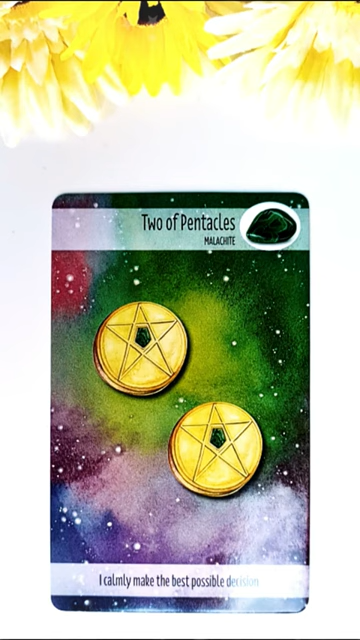 Two of Pentacles
MALACHITE
I calmly make the best possible decision